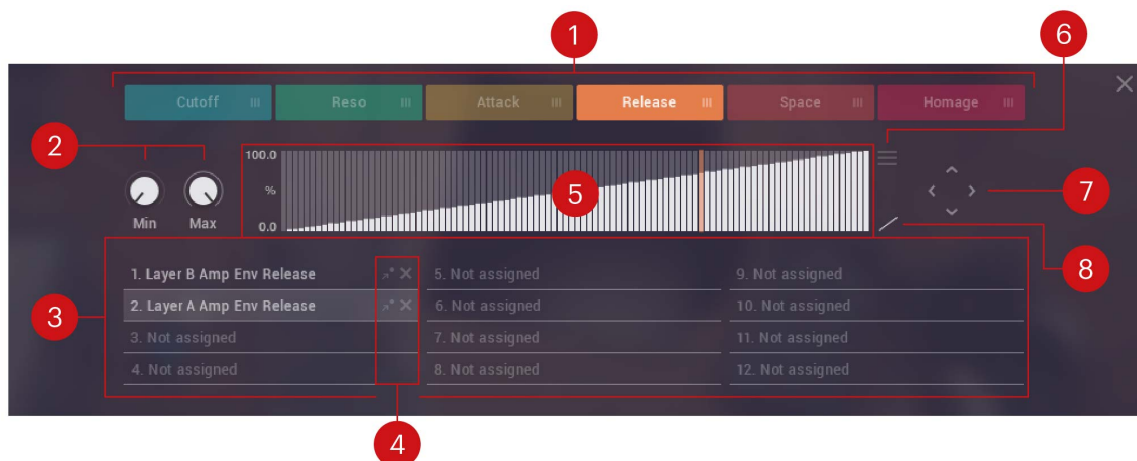 1
6
Cutoff
Reso
Attack
Release
Space
Homage
2
100.0
%
0.0
5
7
Min
Max
8
1. Layer B Amp Env Release
5. Not assigned
9. Not assigned
2. Layer A Amp Env Release
6. Not assigned
10. Not assigned
3
3. Not assigned
7. Not assigned
11. Not assigned
4. Not assigned
8. Not assigned
12. Not assigned
4